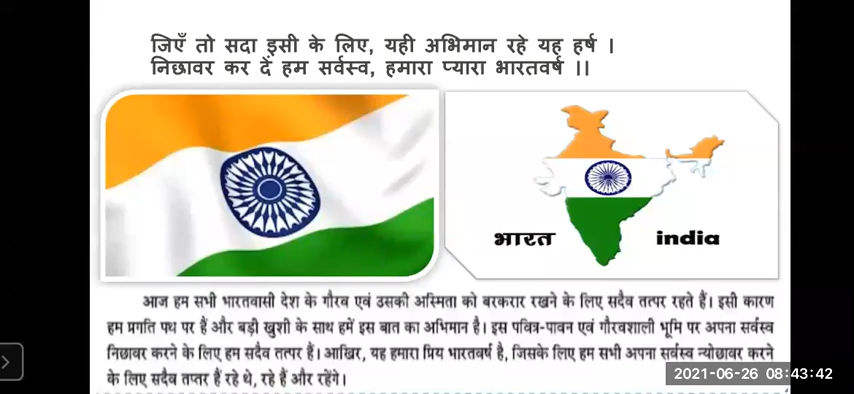 जिएँ तो सदा इसी के लिए, यही अभिमान रहे यह हर्ष ।
निछावर कर दें हम सर्वस्व, हमारा प्यारा भारतवर्ष ।।
भारत india
आज हम सभी भारतवासी देश के गौरव एवं उसकी अस्मिता को बरकरार रखने के लिए सदैव तत्पर रहते हैं। इसी कारण
हम प्रगति पथ पर हैं और बड़ी खुशी के साथ हमें इस बात का अभिमान है। इस पवित्र-पावन एवं गौरवशाली भूमि पर अपना सर्वस्व
निछावर करने के लिए हम सदैव तत्पर हैं। आखिर, यह हमारा प्रिय भारतवर्ष है, जिसके लिए हम सभी अपना सर्वस्व न्योछावर करने
के लिए सदैव तप्तर हैं रहे थे, रहे हैं और रहेंगे।
2021-06-26 08:43:42